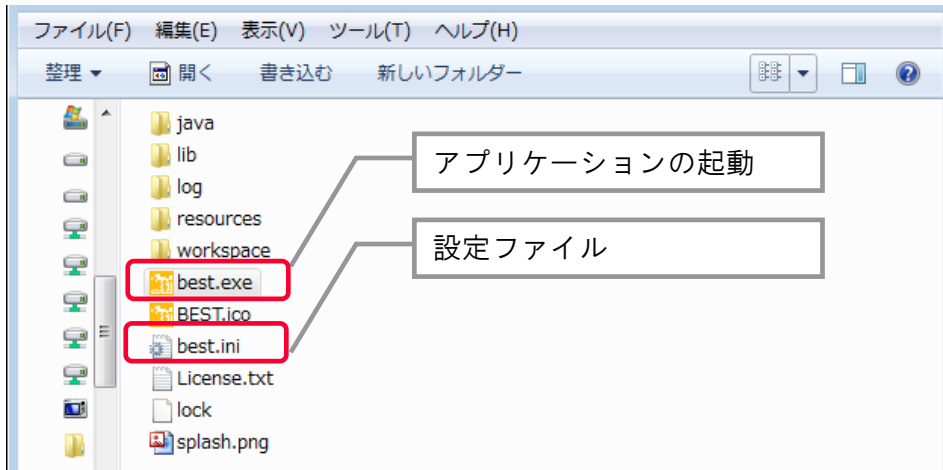 ファイル(F) 編集(E) 表示(V) ツール(T) ヘルプ(H)
整理 開く 書き込む 新しいフォルダー
java
lib
アプリケーションの起動
log
resources
設定ファイル
workspace
best.exe
BEST.ico
best.ini
License.txt
lock
splash.png